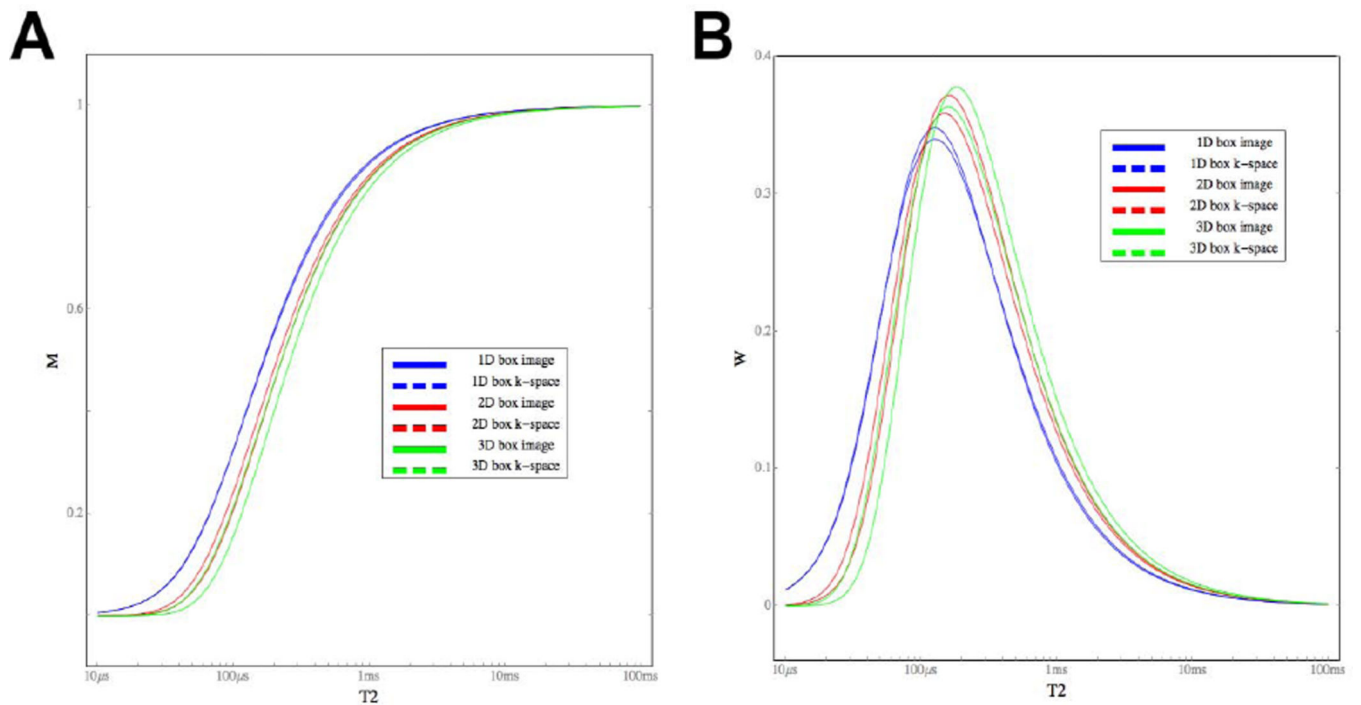 A
B
1
0.6
0.2
M
1D box image
1D box k-space
2D box image
2D box k-space
3D box image
3D box k-space
10μs
100μs
1ms
10ms
100ms
T2
0.4
0.3
0.2
0.1
0
W
1D box image
1D box k-space
2D box image
2D box k-space
3D box image
3D box k-space
10μs
100μs
1ms
10ms
100ms
T2